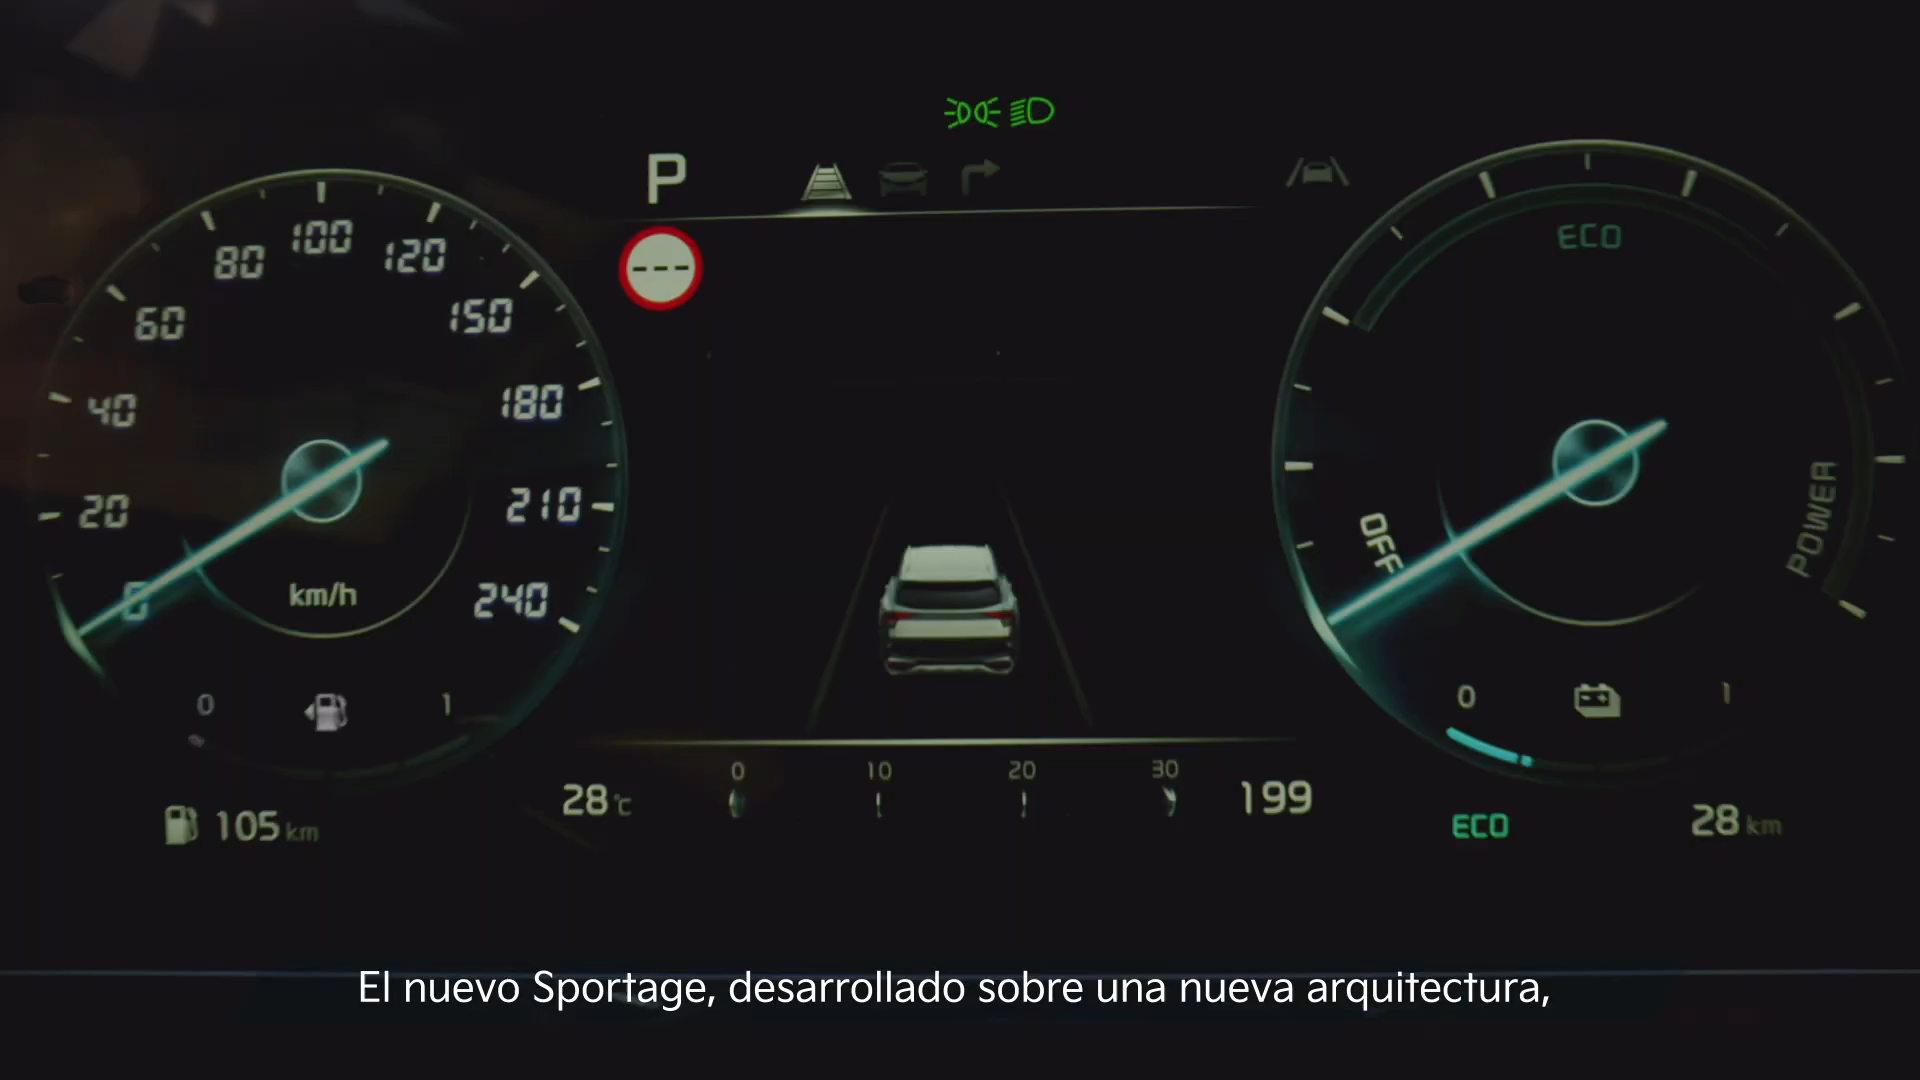 P
80
100
120
60
150
40
180
20
210
0
km/h
240
0
1
105 km
28 °C
0
10
20
30
199
ECO
POWER
OFF
0
1
ECO
28 km
El nuevo Sportage, desarrollado sobre una nueva arquitectura,